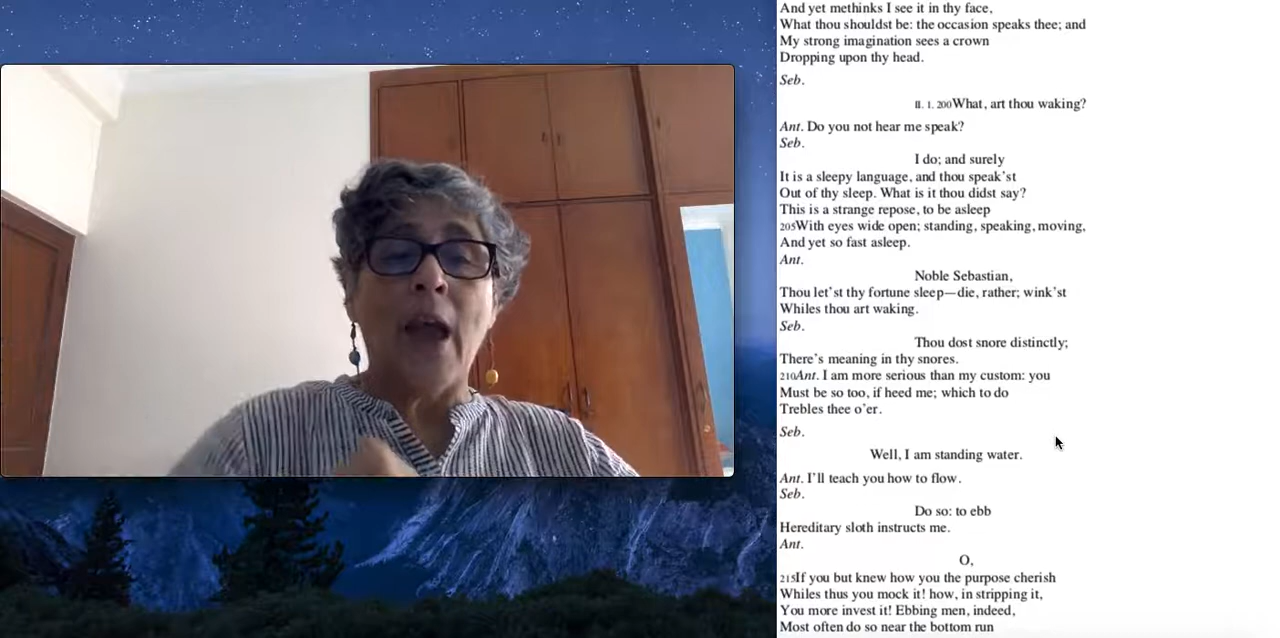 And yet methinks I see it in thy face,
What thou shouldst be: the occasion speaks thee; and
My strong imagination sees a crown
Dropping upon thy head.
Seb.
II. 1. 200What, art thou waking?
Ant. Do you not hear me speak?
Seb.
I do; and surely
It is a sleepy language, and thou speak'st
Out of thy sleep. What is it thou didst say?
This is a strange repose, to be asleep
205With eyes wide open; standing, speaking, moving,
And yet so fast asleep.
Ant.
Noble Sebastian,
Thou let'st thy fortune sleep—die, rather; wink'st
Whiles thou art waking.
Seb.
Thou dost snore distinctly;
There's meaning in thy snores.
210Ant. I am more serious than my custom: you
Must be so too, if heed me; which to do
Trebles thee o'er.
Seb.
Well, I am standing water.
Ant. I'll teach you how to flow.
Seb.
Do so: to ebb
Hereditary sloth instructs me.
Ant.
O,
215If you but knew how you the purpose cherish
Whiles thus you mock it! how, in stripping it,
You more invest it! Ebbing men, indeed,
Most often do so near the bottom run